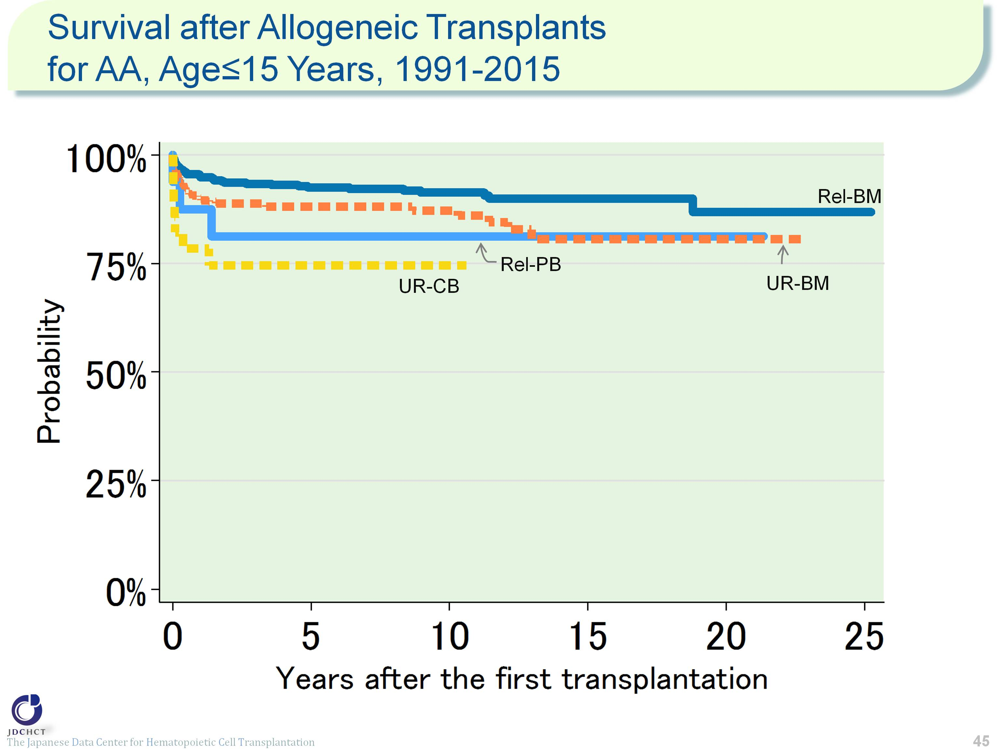 Survival after Allogeneic Transplants
for AA, Age≤15 Years, 1991-2015
100%
75%
50%
25%
0%
Probability
Rel-BM
Rel-PB
UR-CB
UR-BM
0 5 10 15 20 25
Years after the first transplantation
JDCHCT
The Japanese Data Center for Hematopoietic Cell Transplantation
45